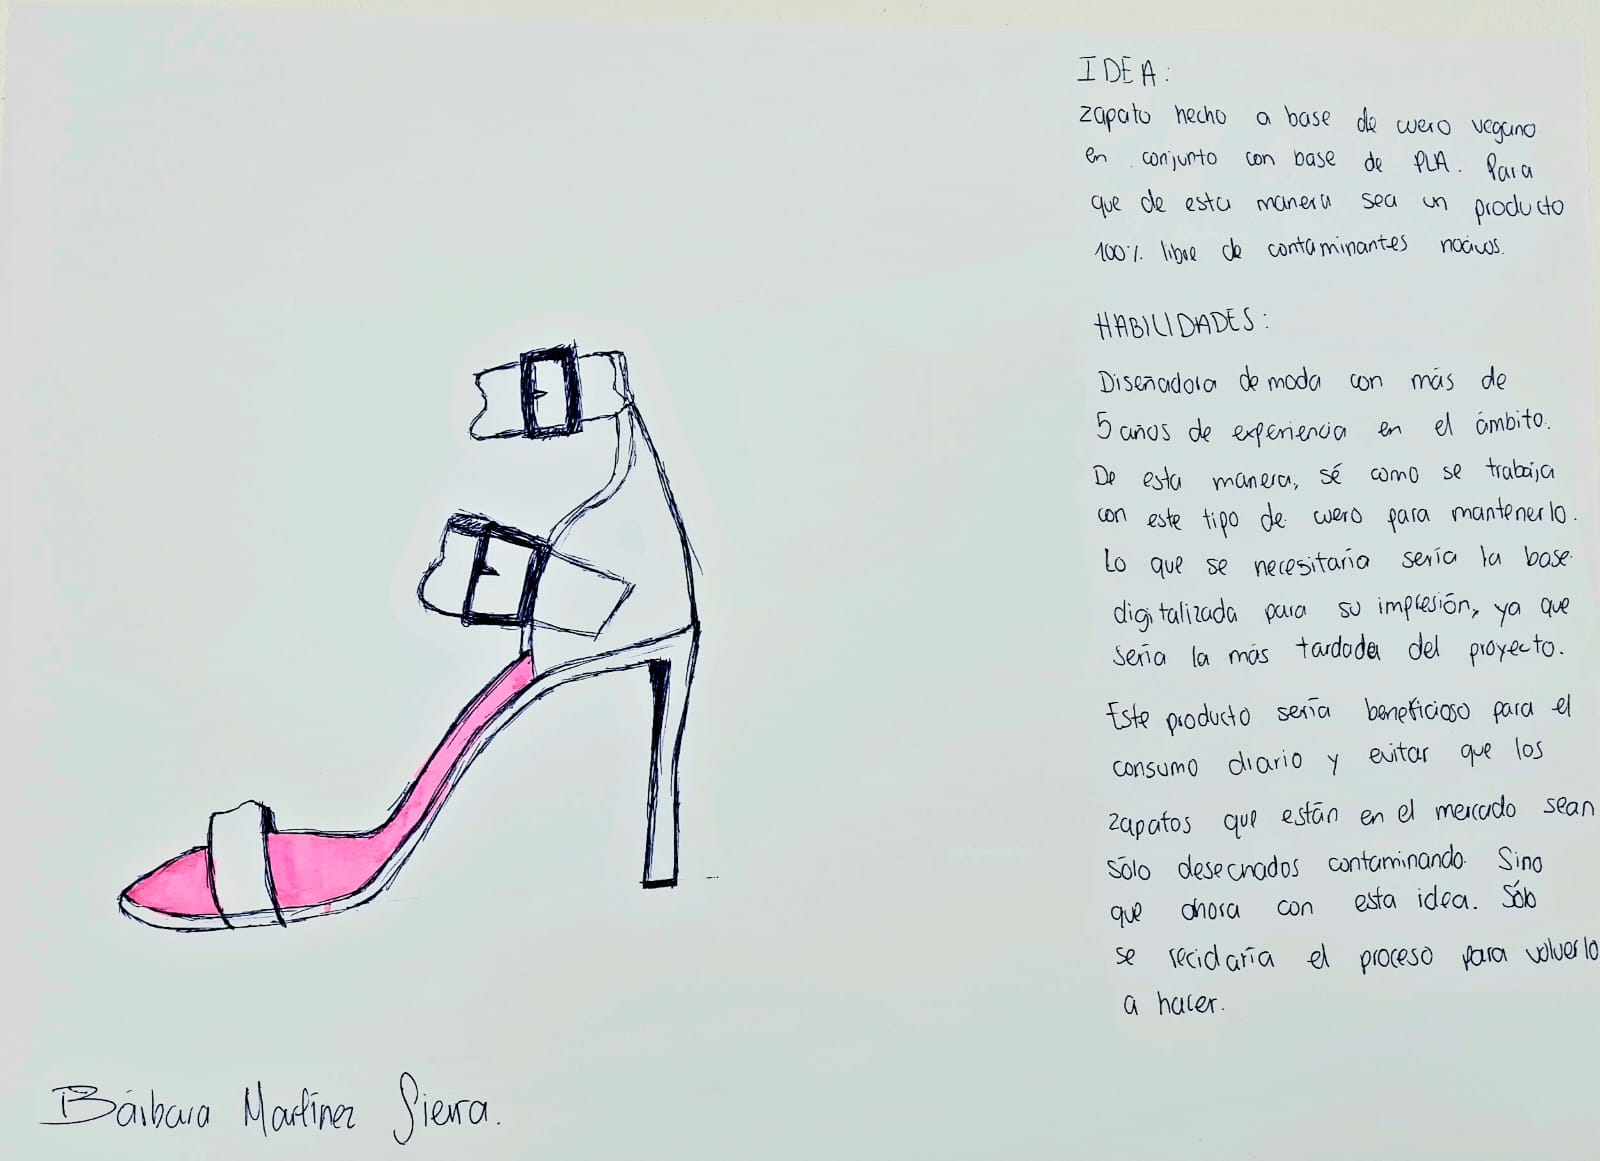 IDEA:
zapato hecho a base de cuero vegano
en conjunto con base de PLA. Para
que de esta manera sea un producto
100% libre de contaminantes nocivos.
HABILIDADES:
Diseñadora de moda con más de
5 años de experiencia en el ámbito.
De esta manera, sé como se trabaja
con este tipo de cuero para mantenerlo.
Lo que se necesitaría sería la base
digitalizada para su impresión, ya que
sería la más tardada del proyecto.
Este producto sería beneficioso para el
consumo diario y evitar que los
zapatos que están en el mercado sean
sólo desechados contaminando. Sino
que ahora con esta idea. Sólo
se reciclaría el proceso para volverlo
a hacer.
Bárbara Martínez Sierra.